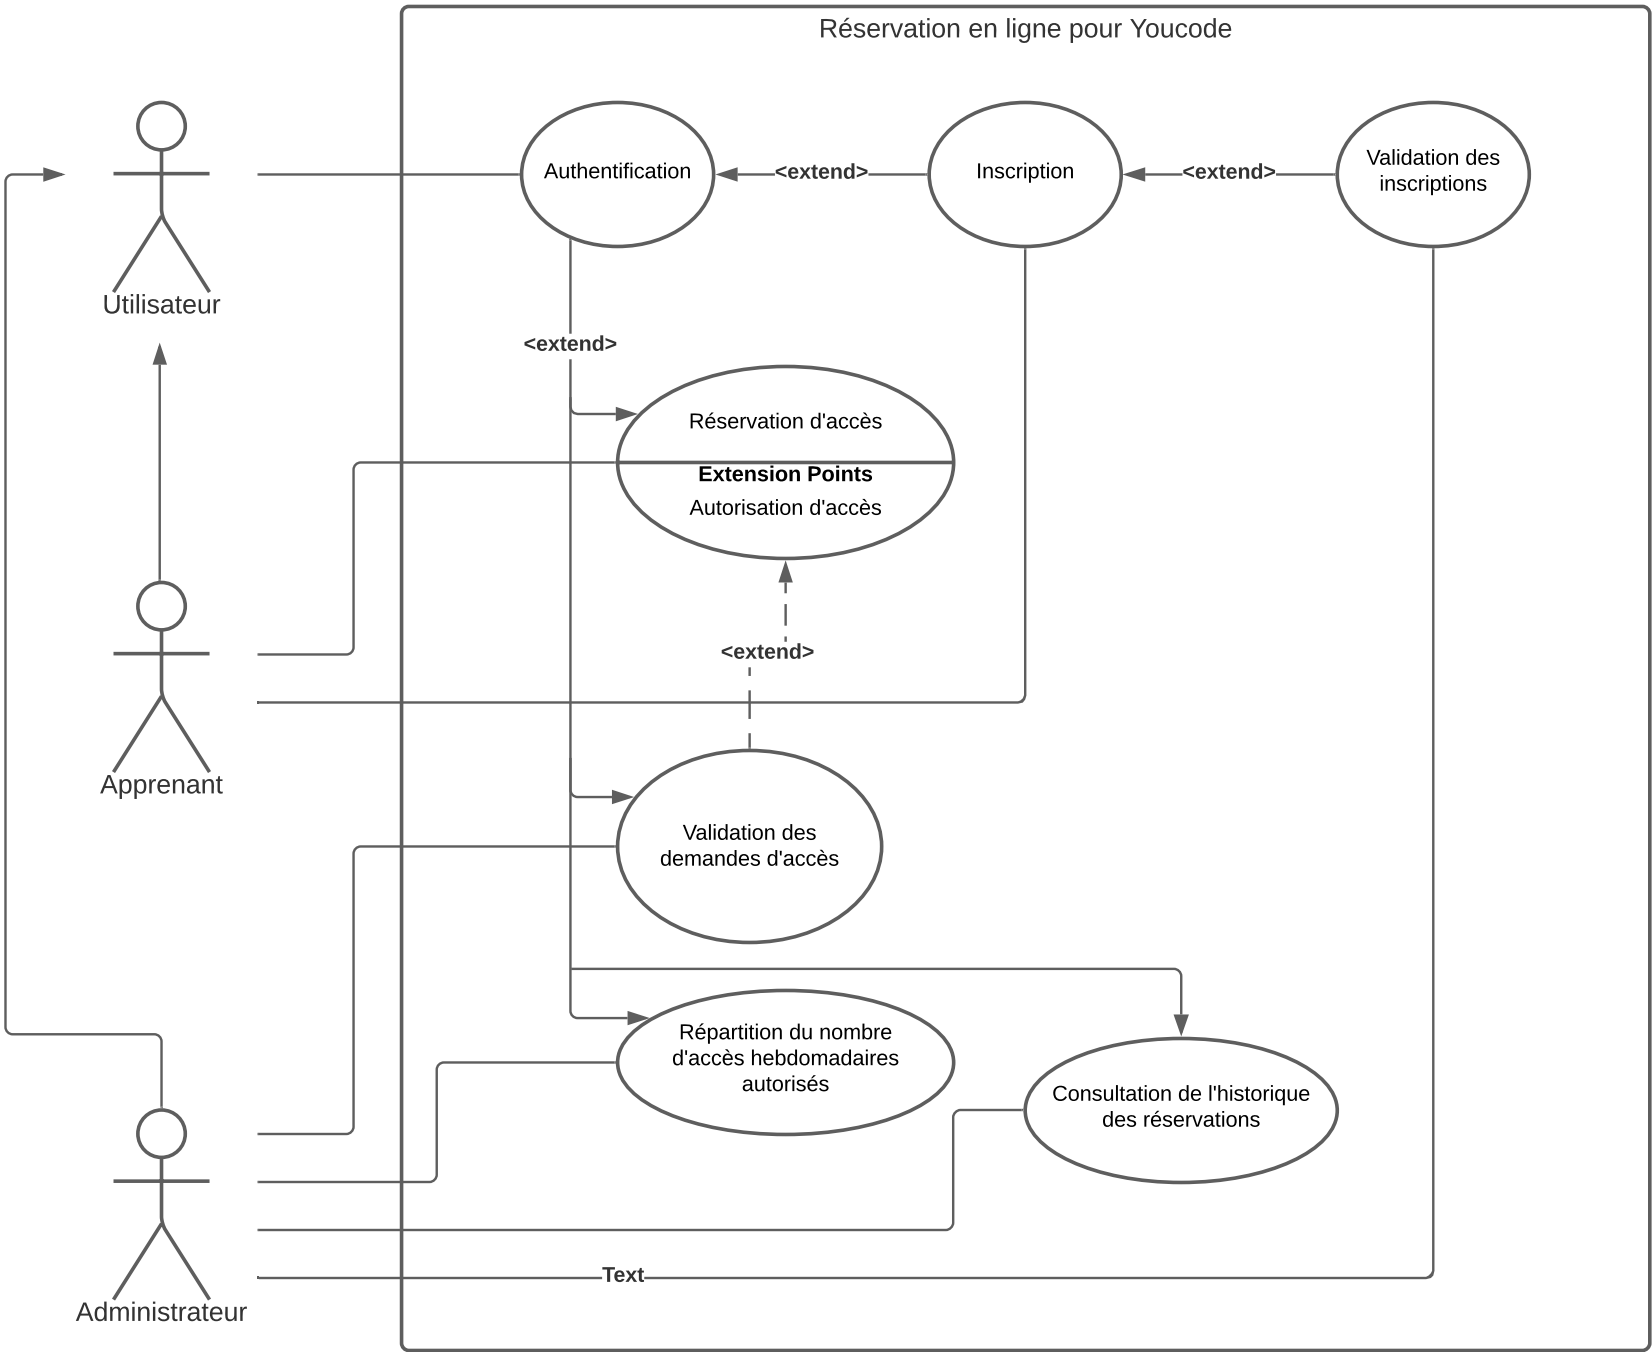 Réservation en ligne pour Youcode
Authentification
<extend>
Inscription
<extend>
Validation des
inscriptions
Utilisateur
<extend>
Réservation d'accès
Extension Points
Autorisation d'accès
<extend>
Apprenant
Validation des
demandes d'accès
Répartition du nombre
d'accès hebdomadaires
autorisés
Consultation de l'historique
des réservations
Text
Administrateur